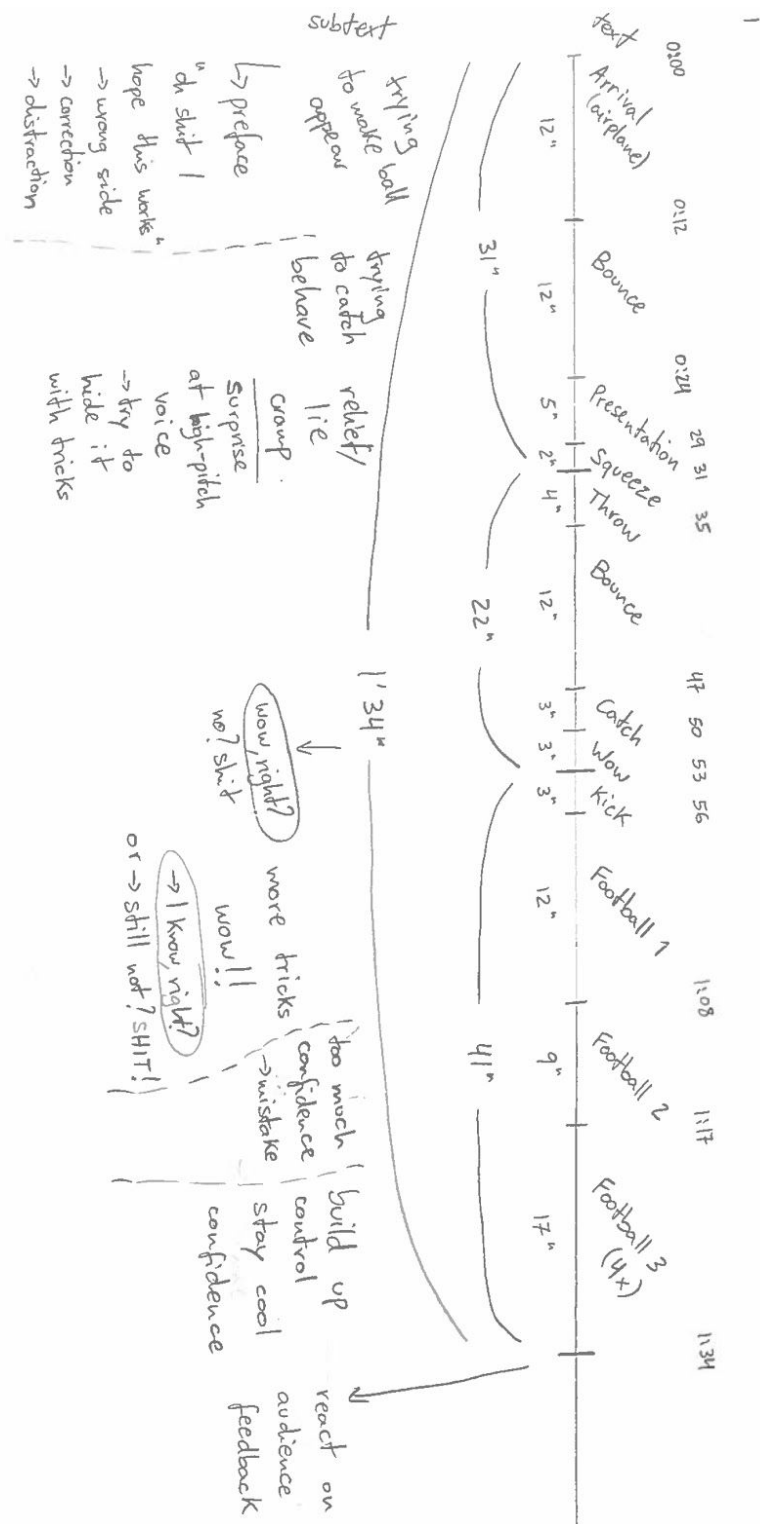 1
0:00
0:12
0:24
29
31
35
47
50
53
56
1:08
1:17
1:34
text
Arrival
(airplane)
Bounce
Presentation
Squeeze
Throw
Bounce
Catch
Wow
Kick
Football 1
Football 2
Football 3
(4x)
12"
12"
5"
2"
4"
12"
3"
3"
3"
12"
9"
17"
31"
22"
41"
1'34"
subtext
trying
to make ball
appear
↳ preface
"oh shit I
hope this works"
→ wrong side
→ correction
→ distraction
trying
to catch
behave
relief/
lie
cramp
surprise
at high-pitch
voice
→ try to
hide it
with tricks
wow, right?
no? shit
more tricks
wow!!
→ I know, right?
or → still not? SHIT!
too much
confidence
→ mistake
build up
control
stay cool
confidence
react on
audience
feedback